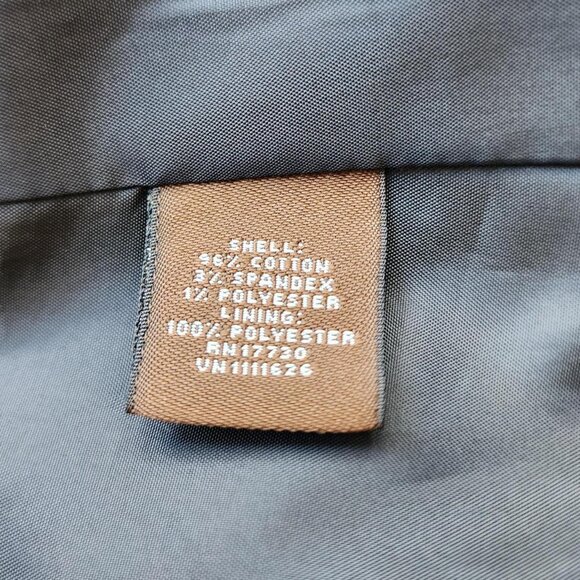 SHELL:
96% COTTON
3% SPANDEX
1% POLYESTER
LINING:
100% POLYESTER
RN17730
VN1111626